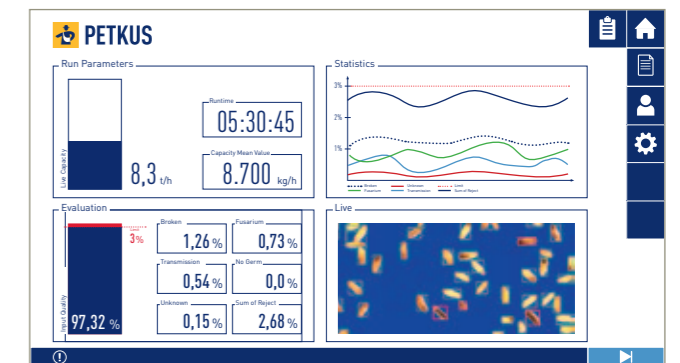 PETKUS
Run Parameters
Live Capacity
8,3 t/h
Runtime
05:30:45
Capacity Mean Value
8.700 kg/h
Statistics
3%
2%
1%
Broken Unknown Limit
Fusarium Transmission Sum of Reject
Evaluation
Input Quality
97,32 %
Limit
3%
Broken
1,26 %
Fusarium
0,73 %
Transmission
0,54 %
No Germ
0,0 %
Unknown
0,15 %
Sum of Reject
2,68 %
Live